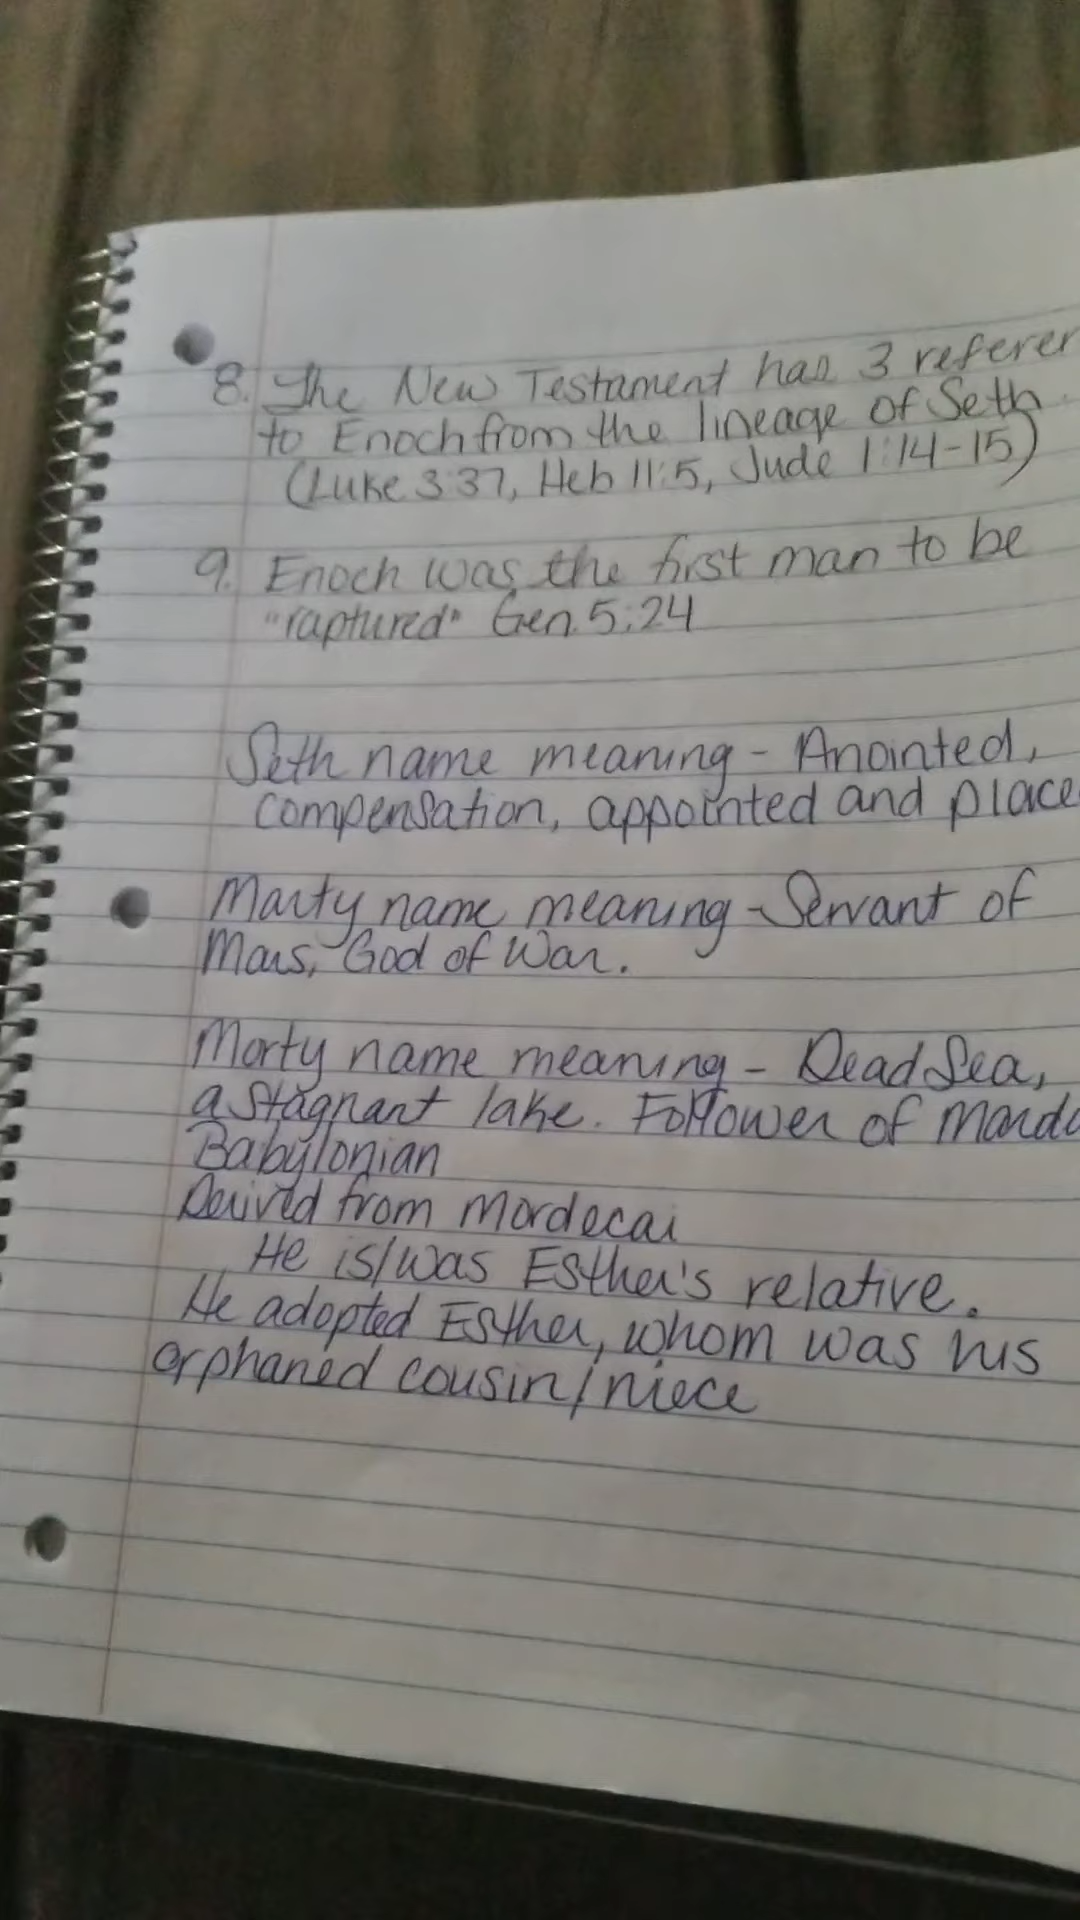 8. The New Testament has 3 referen
to Enoch from the lineage of Seth.
(Luke 3:37, Heb 11:5, Jude 1:14-15)
9. Enoch was the first man to be
"raptured" Gen. 5:24
Seth name meaning - Anointed,
compensation, appointed and place
Marty name meaning - Servant of
Mars, God of War.
Morty name meaning - Dead Sea,
a stagnant lake. Follower of Mardu
Babylonian
Derived from Mordecai
He is/was Esther's relative.
He adopted Esther, whom was his
orphaned cousin/niece